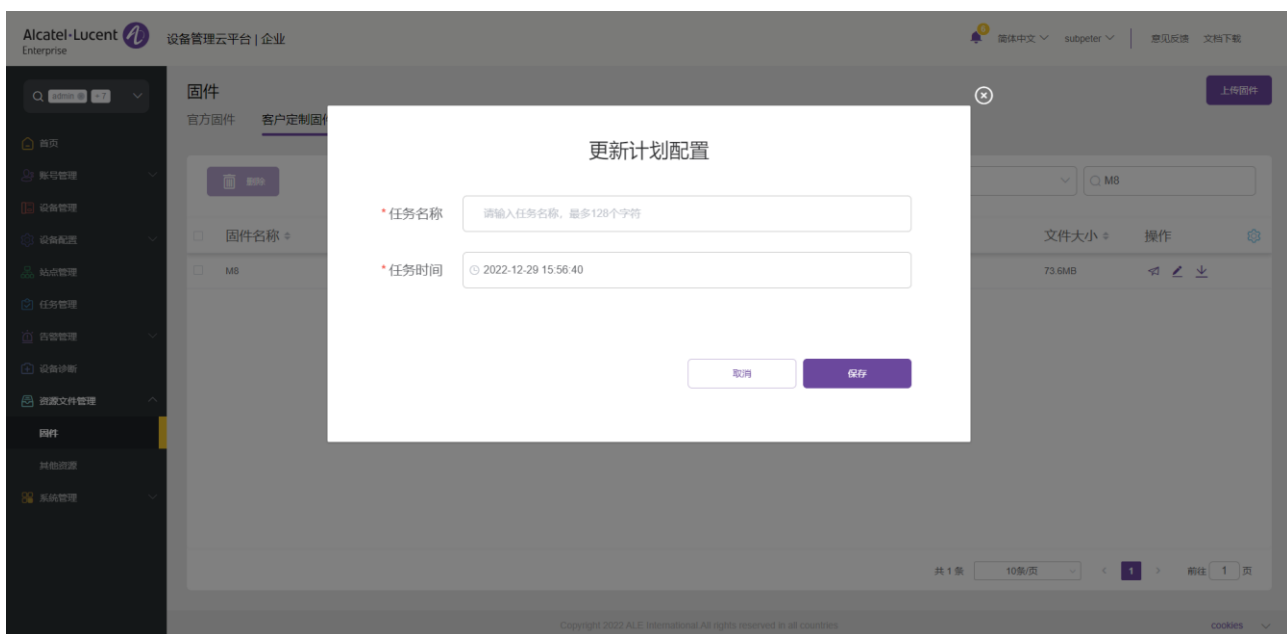 Alcatel·Lucent
Enterprise
设备管理云平台 | 企业
6
简体中文
subpeter
意见反馈
文档下载
admin
+ 7
固件
上传固件
官方固件
客户定制固件
首页
账号管理
设备管理
设备配置
站点管理
任务管理
告警管理
设备诊断
资源文件管理
固件
其他资源
系统管理
删除
M8
固件名称
文件大小
操作
M8
73.6MB
更新计划配置
*任务名称
请输入任务名称,最多128个字符
*任务时间
2022-12-29 15:56:40
取消
保存
共 1 条
10条/页
1
前往 1 页
Copyright 2022 ALE International All rights reserved in all countries
cookies